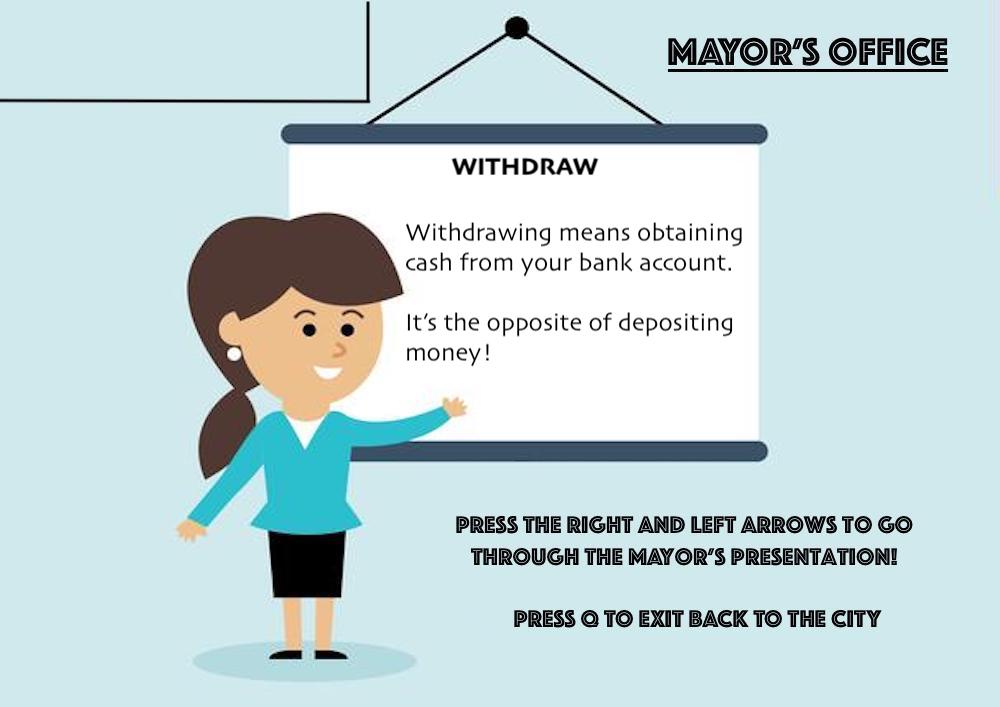 MAYOR'S OFFICE
WITHDRAW
Withdrawing means obtaining
cash from your bank account.
It's the opposite of depositing
money!
PRESS THE RIGHT AND LEFT ARROWS TO GO
THROUGH THE MAYOR'S PRESENTATION!
PRESS Q TO EXIT BACK TO THE CITY